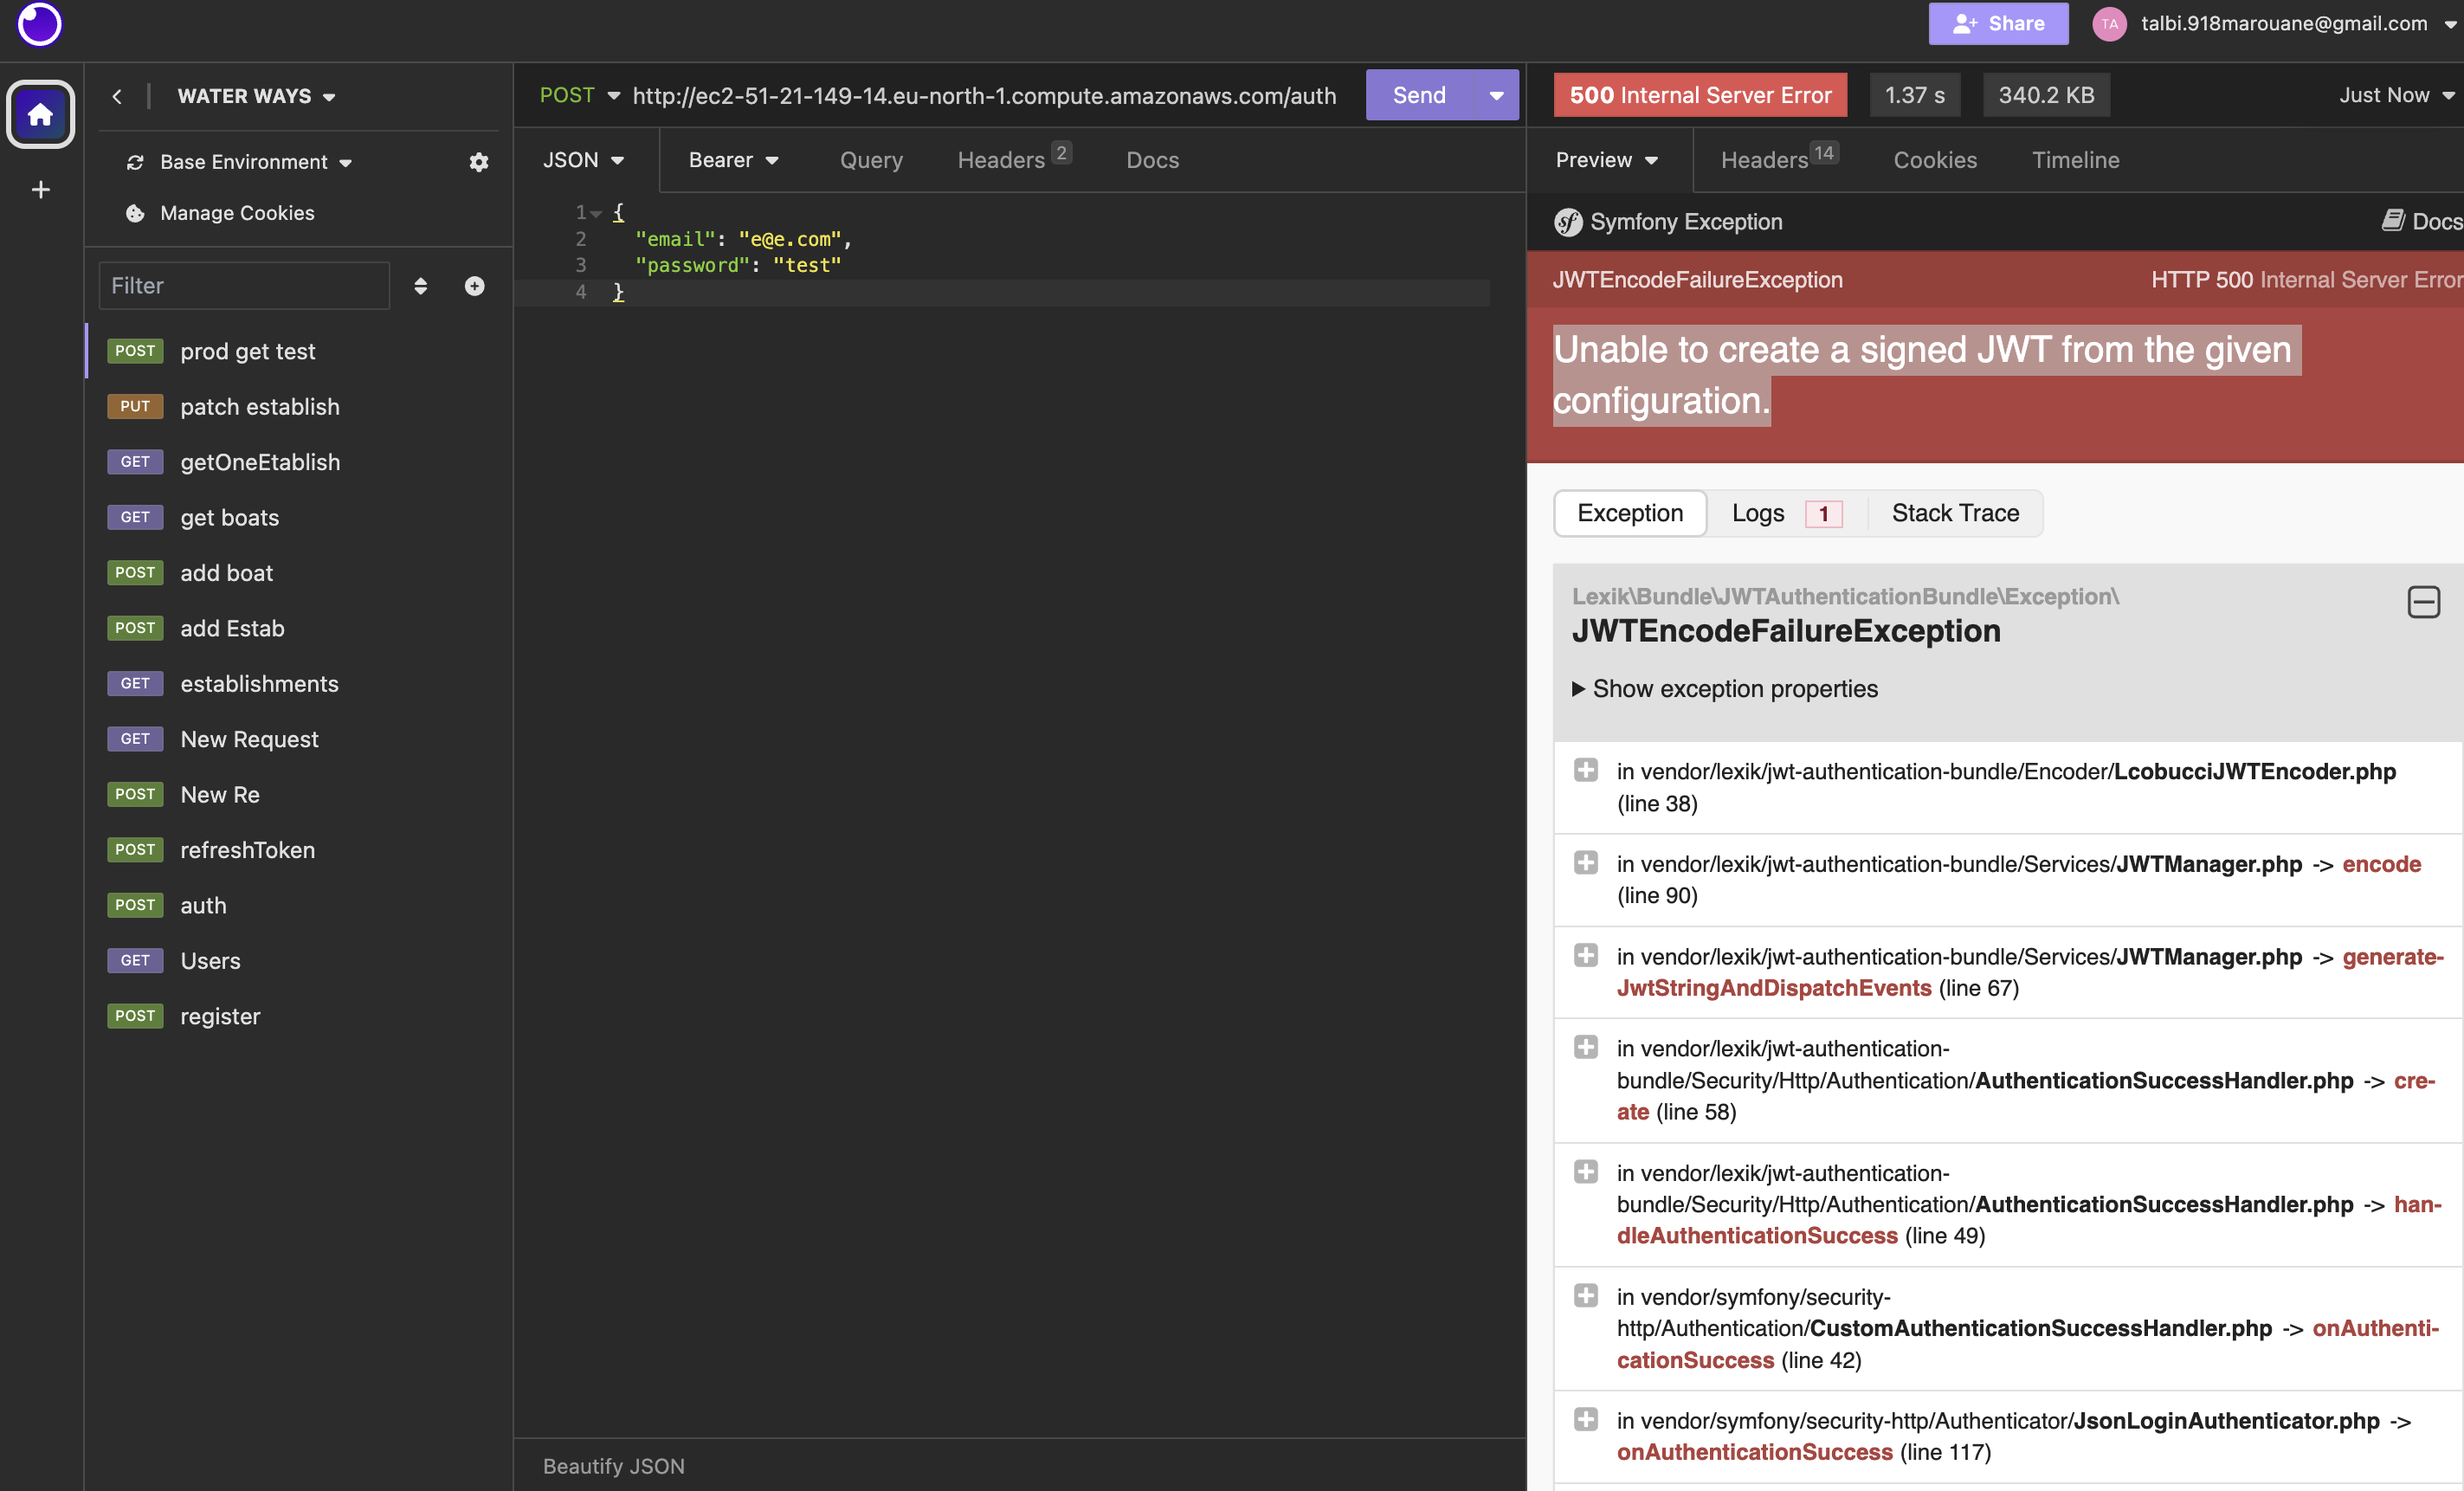 Share
TA
talbi.918marouane@gmail.com
WATER WAYS
Base Environment
Manage Cookies
Filter
POST prod get test
PUT patch establish
GET getOneEtablish
GET get boats
POST add boat
POST add Estab
GET establishments
GET New Request
POST New Re
POST refreshToken
POST auth
GET Users
POST register
POST http://ec2-51-21-149-14.eu-north-1.compute.amazonaws.com/auth
Send
JSON
Bearer
Query
Headers 2
Docs
1 {
2 "email": "e@e.com",
3 "password": "test"
4 }
Beautify JSON
500 Internal Server Error
1.37 s
340.2 KB
Just Now
Preview
Headers 14
Cookies
Timeline
sf Symfony Exception
Docs
JWTEncodeFailureException
HTTP 500 Internal Server Error
Unable to create a signed JWT from the given
configuration.
Exception
Logs 1
Stack Trace
Lexik\Bundle\JWTAuthenticationBundle\Exception\
JWTEncodeFailureException
Show exception properties
in vendor/lexik/jwt-authentication-bundle/Encoder/LcobucciJWTEncoder.php
(line 38)
in vendor/lexik/jwt-authentication-bundle/Services/JWTManager.php -> encode
(line 90)
in vendor/lexik/jwt-authentication-bundle/Services/JWTManager.php -> generate-
JwtStringAndDispatchEvents (line 67)
in vendor/lexik/jwt-authentication-
bundle/Security/Http/Authentication/AuthenticationSuccessHandler.php -> cre-
ate (line 58)
in vendor/lexik/jwt-authentication-
bundle/Security/Http/Authentication/AuthenticationSuccessHandler.php -> han-
dleAuthenticationSuccess (line 49)
in vendor/symfony/security-
http/Authentication/CustomAuthenticationSuccessHandler.php -> onAuthenti-
cationSuccess (line 42)
in vendor/symfony/security-http/Authenticator/JsonLoginAuthenticator.php ->
onAuthenticationSuccess (line 117)